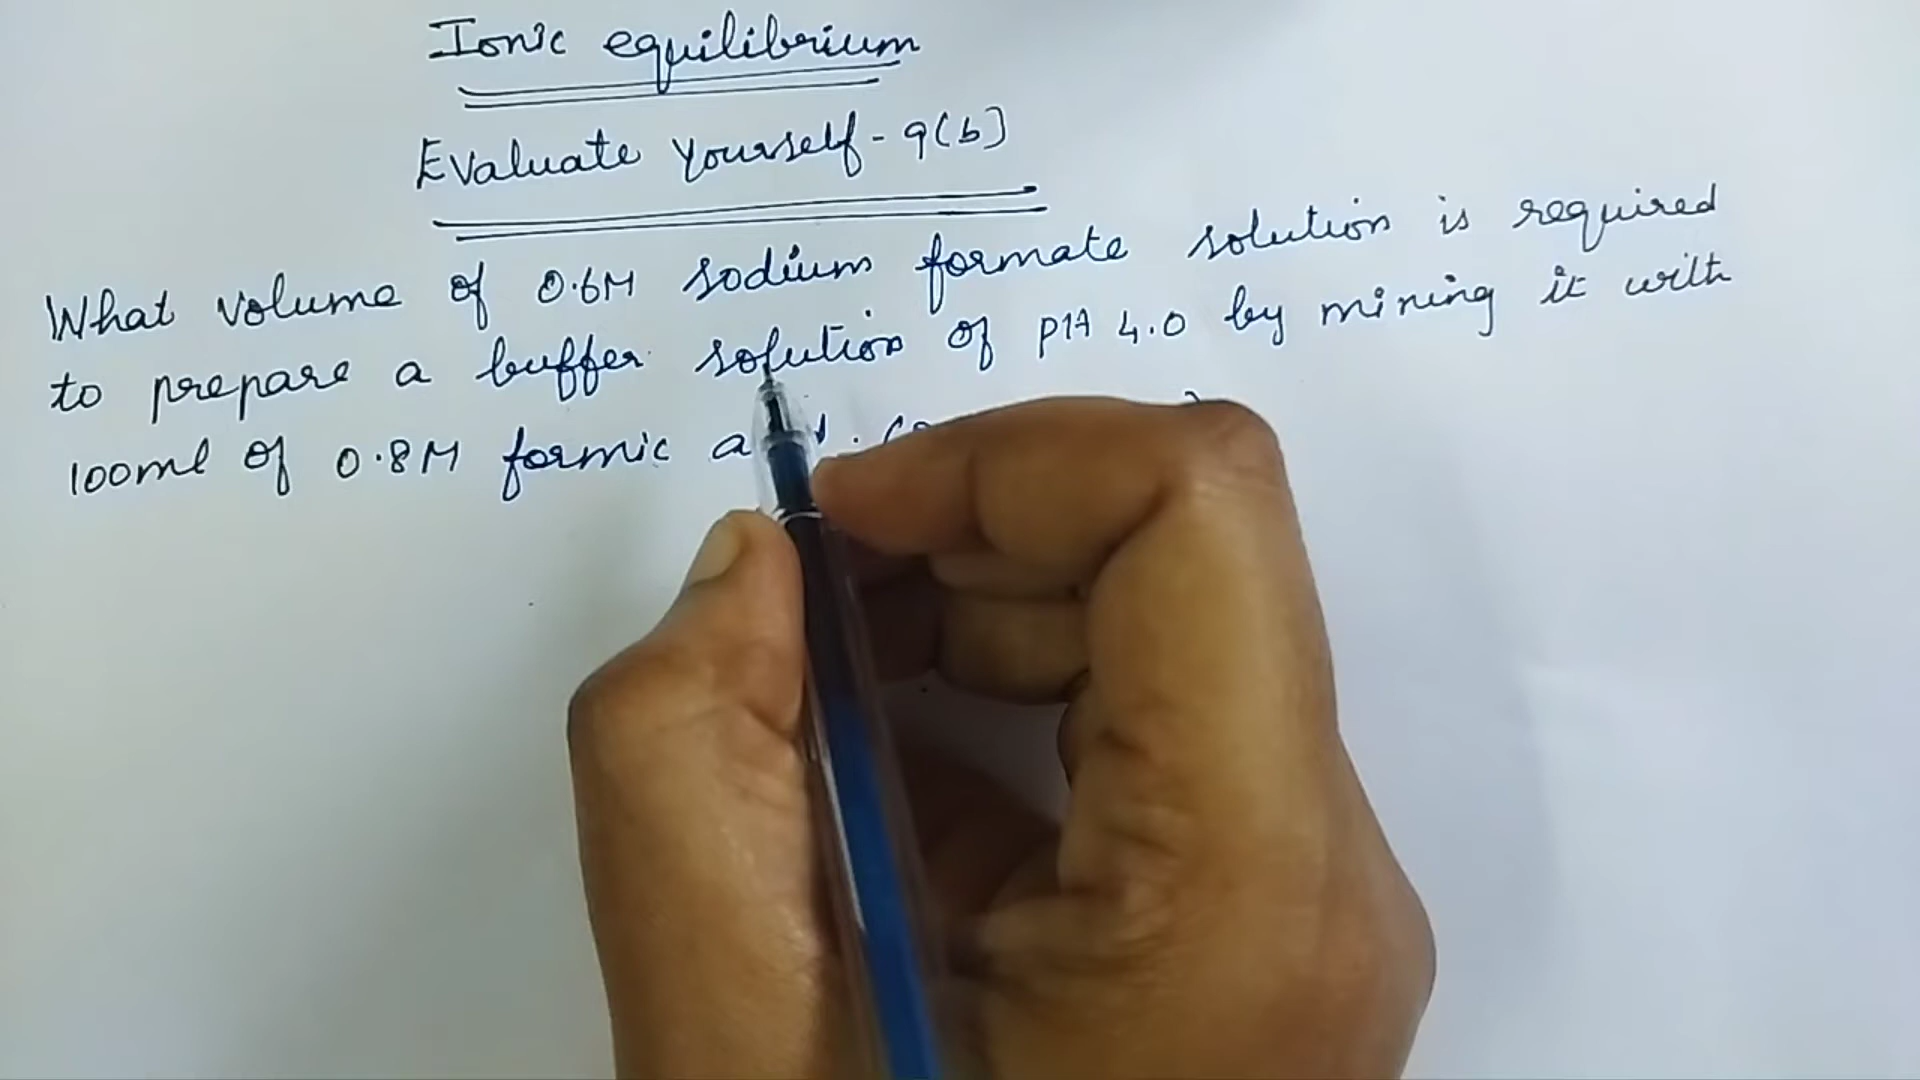 Ionic equilibrium
Evaluate yourself - 9(b)
What volume of 0.6M sodium formate solution is required
to prepare a buffer solution of pH 4.0 by mixing it with
100ml of 0.8M formic